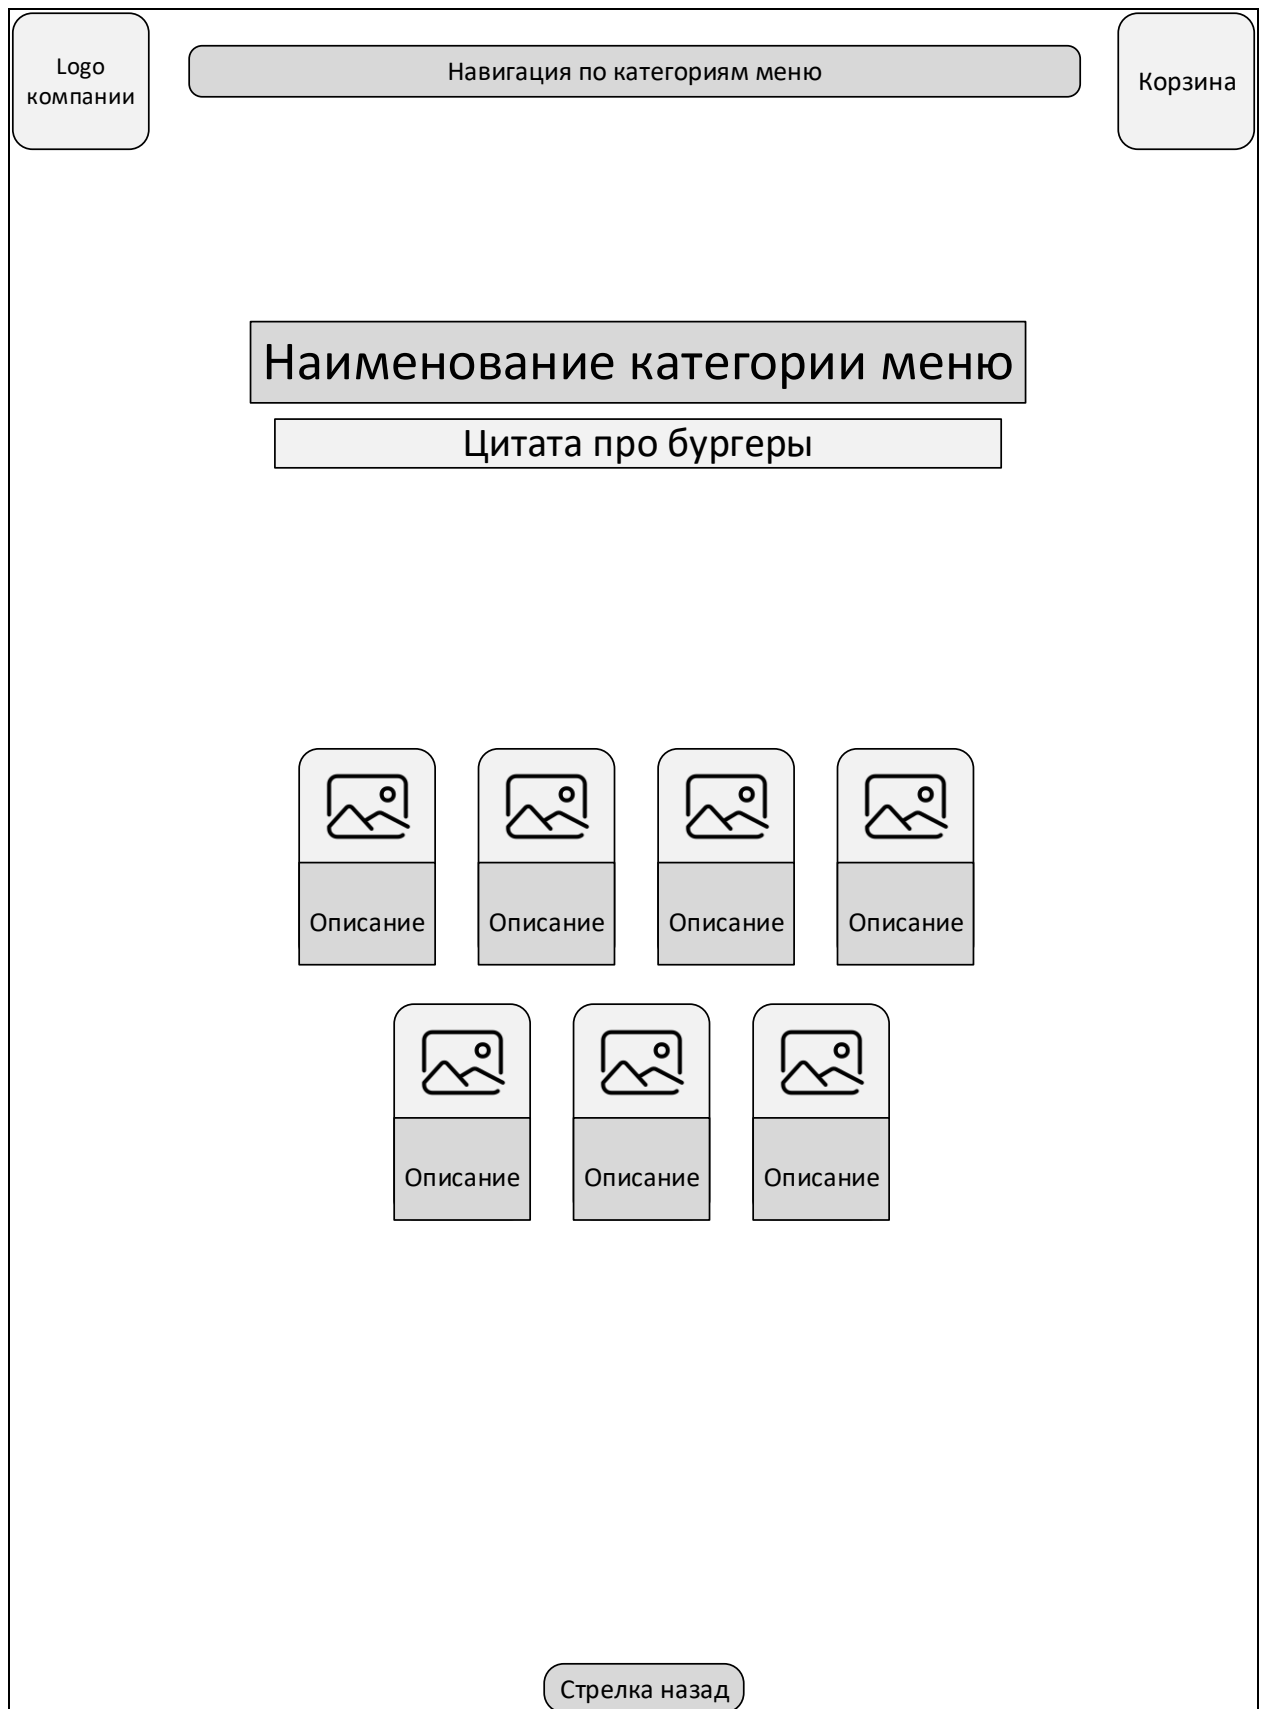 Logo
компании
Навигация по категориям меню
Корзина
Наименование категории меню
Цитата про бургеры
Описание
Описание
Описание
Описание
Описание
Описание
Описание
Стрелка назад